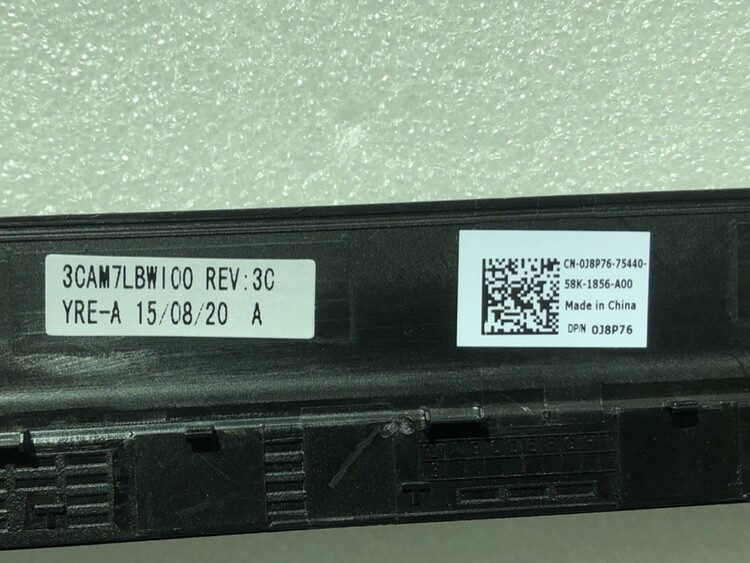 3CAM7LBWI00 REV:3C
YRE-A 15/08/20 A
CN-0J8P76-75440-
58K-1856-A00
Made in China
DP/N 0J8P76